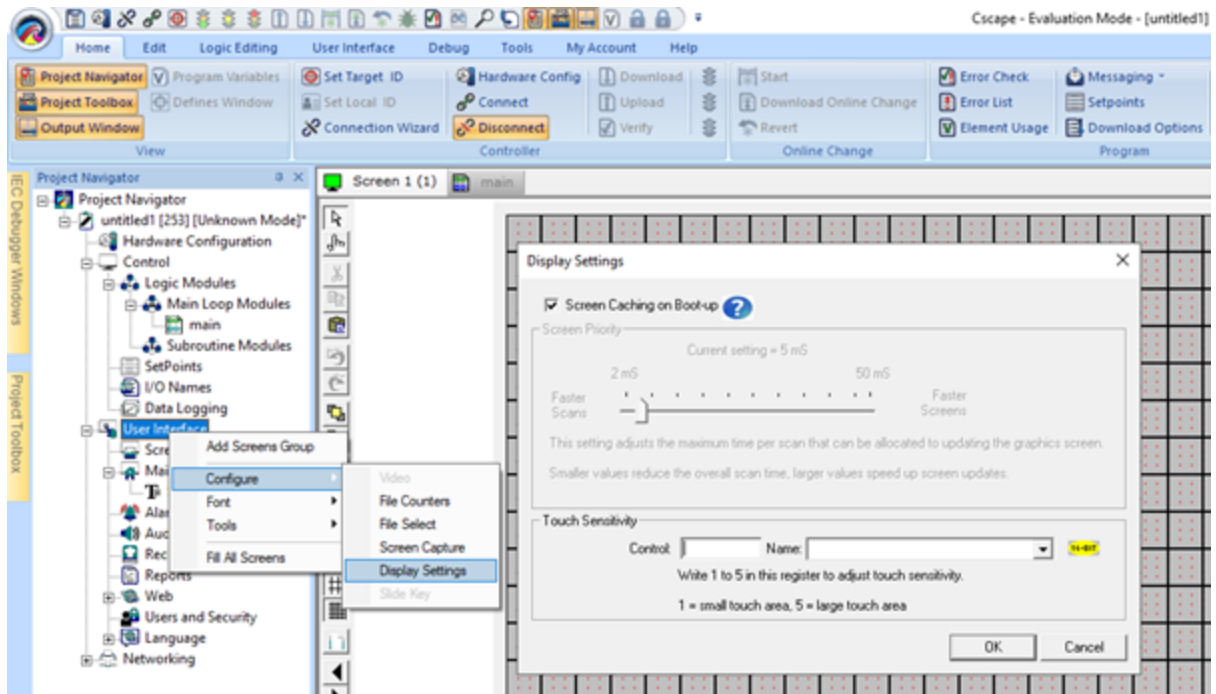 Cscape - Evaluation Mode - [untitled1]
Home Edit Logic Editing User Interface Debug Tools My Account Help
Project Navigator Program Variables Set Target ID Hardware Config Download Start Error Check Messaging
Project Toolbox Defines Window Set Local ID Connect Upload Download Online Change Error List Setpoints
Output Window Connection Wizard Disconnect Verify Revert Element Usage Download Options
View Controller Online Change Program
IEC Debugger Windows
Project Toolbox
Project Navigator
Project Navigator
untitled1 [253] [Unknown Mode]*
Hardware Configuration
Control
Logic Modules
Main Loop Modules
main
Subroutine Modules
SetPoints
I/O Names
Data Logging
User Interface
Scre
Mai
Alar
Aud
Rec
Reports
Web
Users and Security
Language
Networking
Add Screens Group
Configure
Font
Tools
Fill All Screens
Video
File Counters
File Select
Screen Capture
Display Settings
Slide Key
Screen 1 (1) main
Display Settings
Screen Caching on Boot-up ?
Screen Priority
Current setting = 5 mS
2 mS 50 mS
Faster Scans
Faster Screens
This setting adjusts the maximum time per scan that can be allocated to updating the graphics screen.
Smaller values reduce the overall scan time, larger values speed up screen updates.
Touch Sensitivity
Control: Name: 16-BIT
Write 1 to 5 in this register to adjust touch sensitivity.
1 = small touch area, 5 = large touch area
OK Cancel